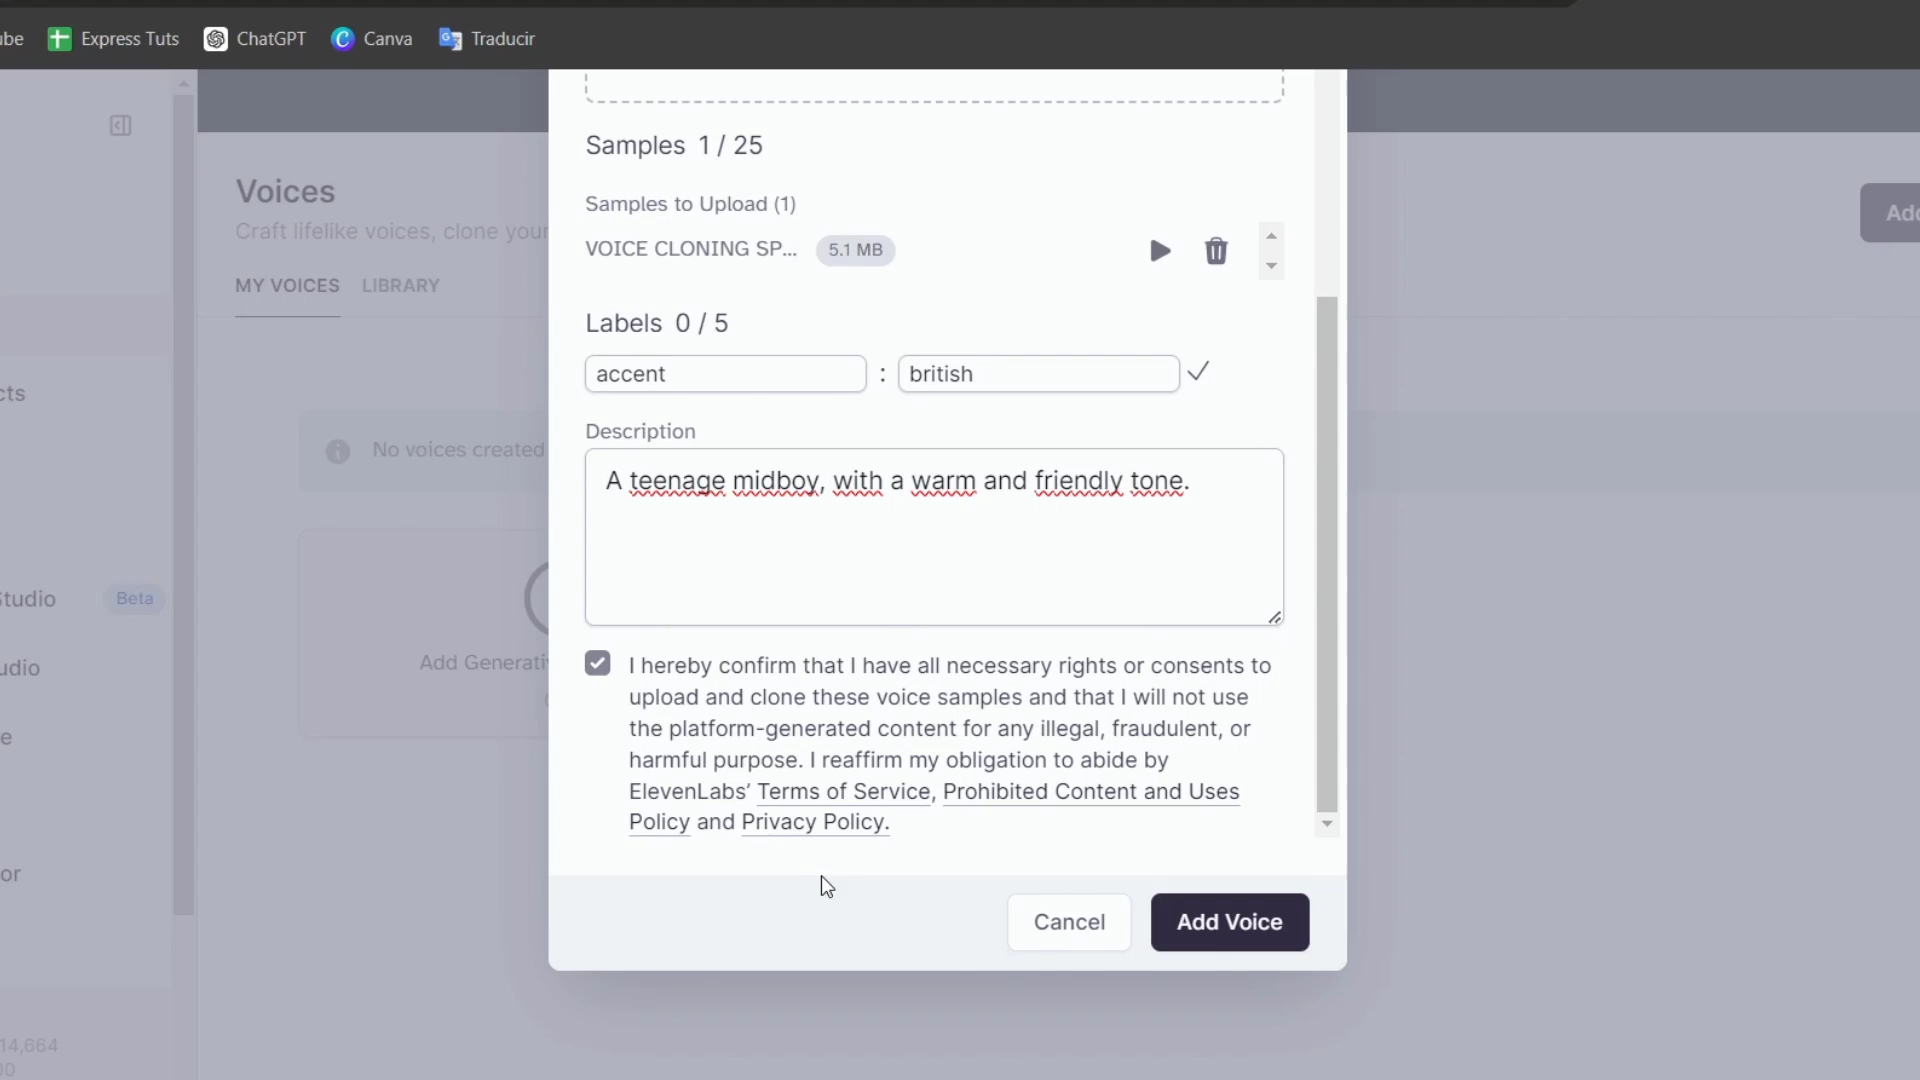 be
Express Tuts
ChatGPT
Canva
Traducir
Voices
Craft lifelike voices, clone your
MY VOICES
LIBRARY
Add
cts
No voices created
Studio
Beta
Add Generati
udio
e
or
14,664
00
Samples 1 / 25
Samples to Upload (1)
VOICE CLONING SP... 5.1 MB
Labels 0 / 5
accent : british
Description
A teenage midboy, with a warm and friendly tone.
I hereby confirm that I have all necessary rights or consents to
upload and clone these voice samples and that I will not use
the platform-generated content for any illegal, fraudulent, or
harmful purpose. I reaffirm my obligation to abide by
ElevenLabs' Terms of Service, Prohibited Content and Uses
Policy and Privacy Policy.
Cancel
Add Voice